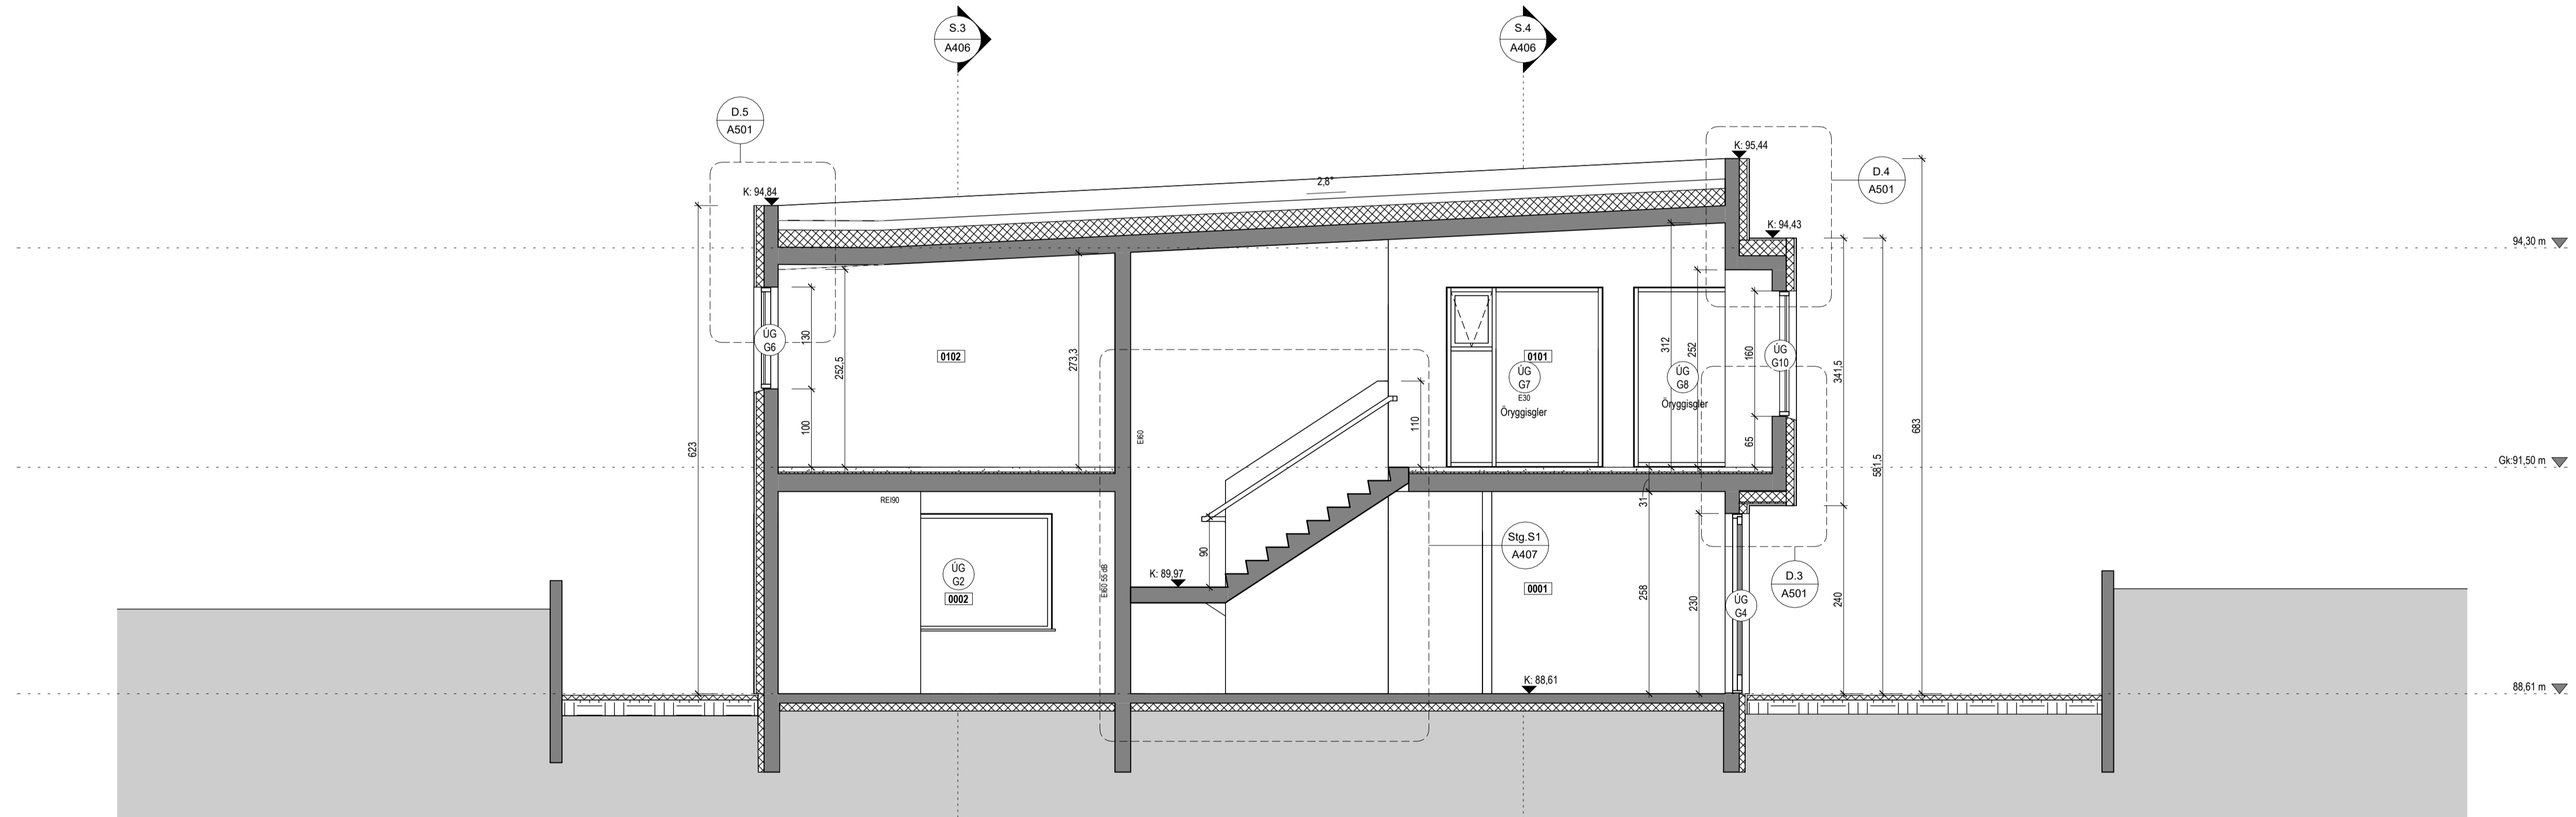 S.3
A406
S.4
A406
D.5
A501
K: 95,44
D.4
A501
2,8°
K: 94,84
K: 94,43
94,30 m
ÚG
G6
130
252,5
0102
273,3
312
252
0101
160
ÚG
G10
341,5
ÚG
G7
E30
Öryggisgler
ÚG
G8
Öryggisgler
623
100
EI60
110
65
683
581,5
Gk:91,50 m
REI90
31
Stg.S1
A407
90
EI60 55 dB
K: 89,97
ÚG
G2
0002
0001
258
230
ÚG
G4
D.3
A501
240
K: 88,61
88,61 m